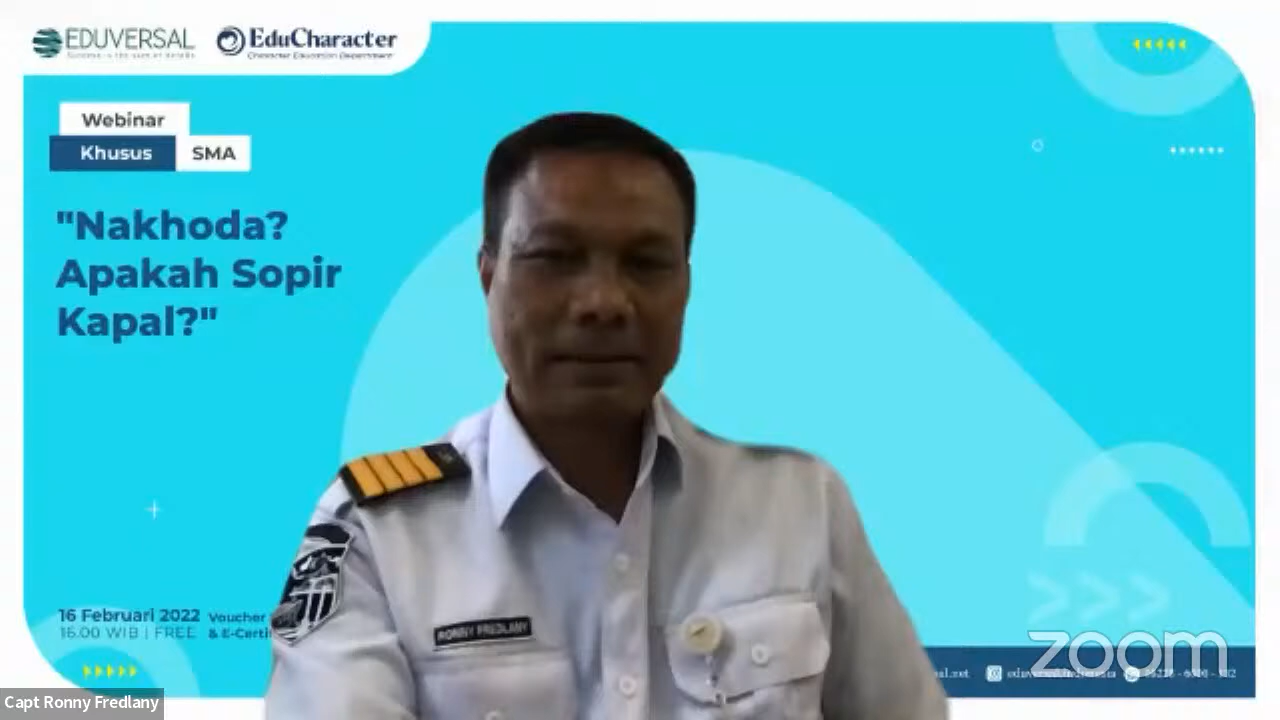 EDUVERSAL
EduCharacter
Character Education Department
Webinar
Khusus SMA
"Nakhoda?
Apakah Sopir
Kapal?"
16 Februari 2022 Voucher
16.00 WIB | FREE & E-Certi
RONNY FREDLANY
zoom
Capt Ronny Fredlany